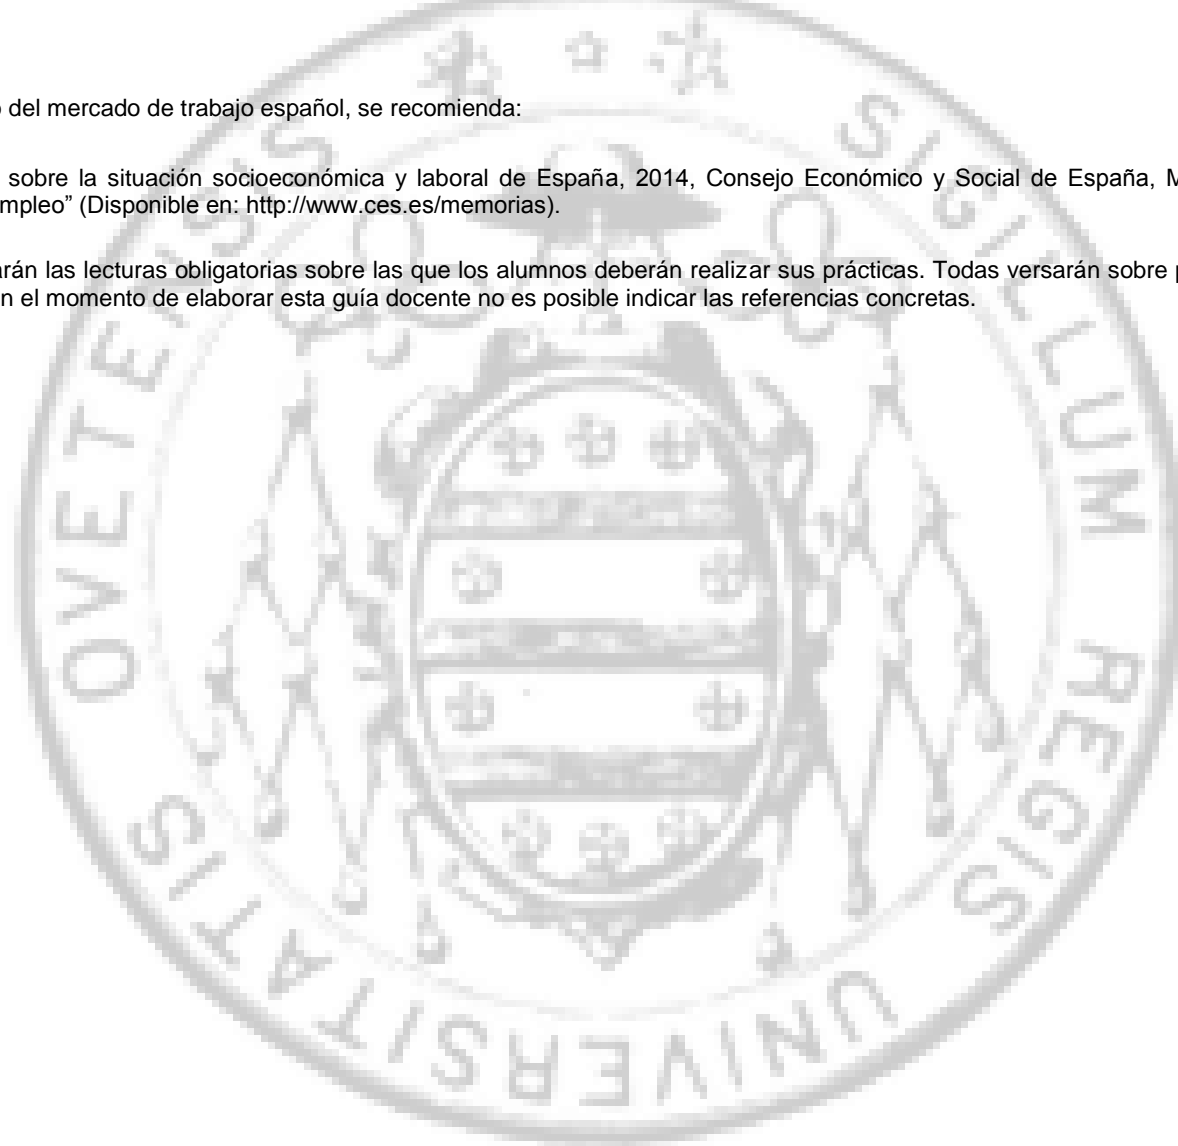 o del mercado de trabajo español, se recomienda:
sobre la situación socioeconómica y laboral de España, 2014, Consejo Económico y Social de España, M
mpleo” (Disponible en: http://www.ces.es/memorias).
arán las lecturas obligatorias sobre las que los alumnos deberán realizar sus prácticas. Todas versarán sobre p
n el momento de elaborar esta guía docente no es posible indicar las referencias concretas.
SIGILLUM REGIS UNIVERSITATIS OVETENSIS